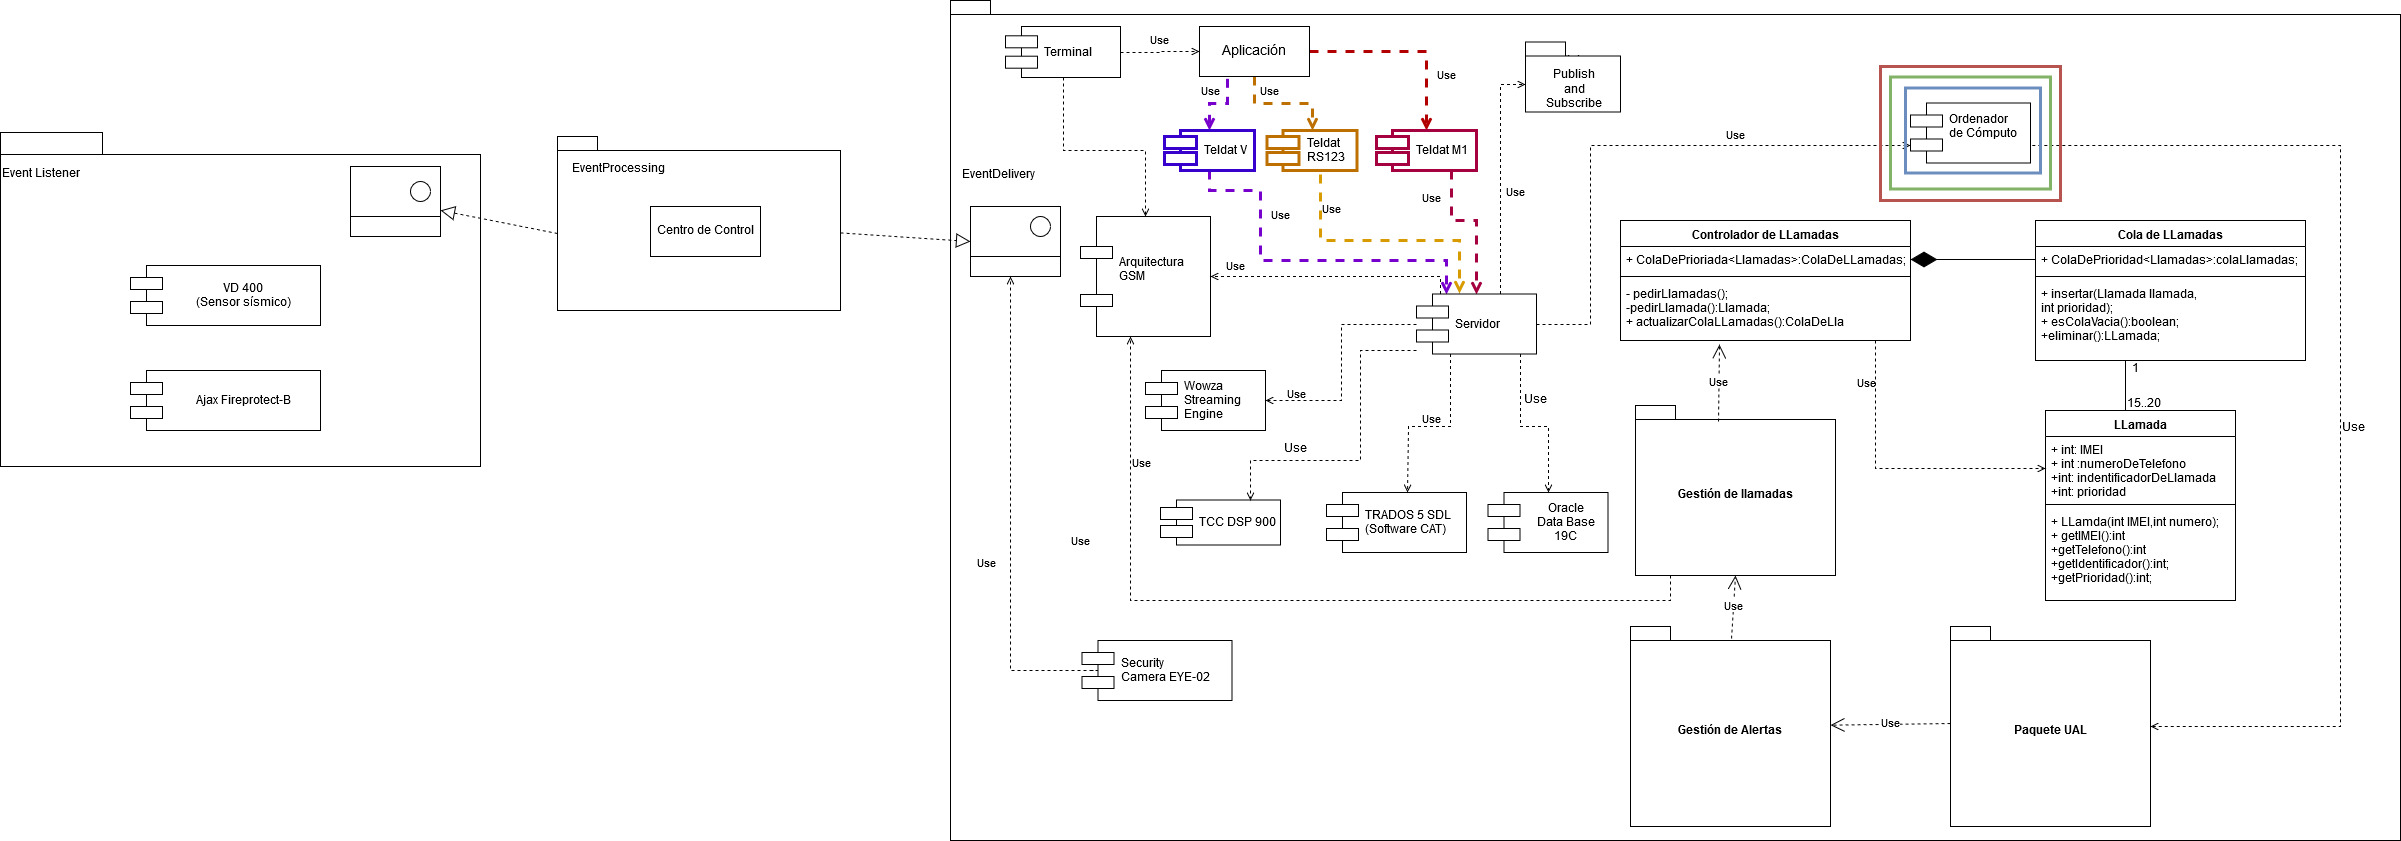 Event Listener
VD 400
(Sensor sísmico)
Ajax Fireprotect-B
EventProcessing
Centro de Control
EventDelivery
Terminal
Use
Aplicación
Use
Use
Use
Teldat V
Teldat
RS123
Teldat M1
Use
Use
Use
Publish
and
Subscribe
Use
Use
Ordenador
de Cómputo
Arquitectura
GSM
Use
Servidor
Wowza
Streaming
Engine
Use
Use
Use
Use
TCC DSP 900
TRADOS 5 SDL
(Software CAT)
Oracle
Data Base
19C
Use
Use
Use
Security
Camera EYE-02
Controlador de LLamadas
+ ColaDePrioriada<Llamadas>:ColaDeLLamadas;
- pedirLlamadas();
-pedirLlamada():Llamada;
+ actualizarColaLLamadas():ColaDeLla
Cola de LLamadas
+ ColaDePrioridad<Llamadas>:colaLlamadas;
+ insertar(Llamada llamada,
int prioridad);
+ esColaVacia():boolean;
+eliminar():LLamada;
1
15..20
LLamada
+ int: IMEI
+ int :numeroDeTelefono
+int: indentificadorDeLlamada
+int: prioridad
+ LLamda(int IMEI,int numero);
+ getIMEI():int
+getTelefono():int
+getIdentificador():int;
+getPrioridad():int;
Use
Use
Use
Gestión de llamadas
Use
Gestión de Alertas
Use
Paquete UAL